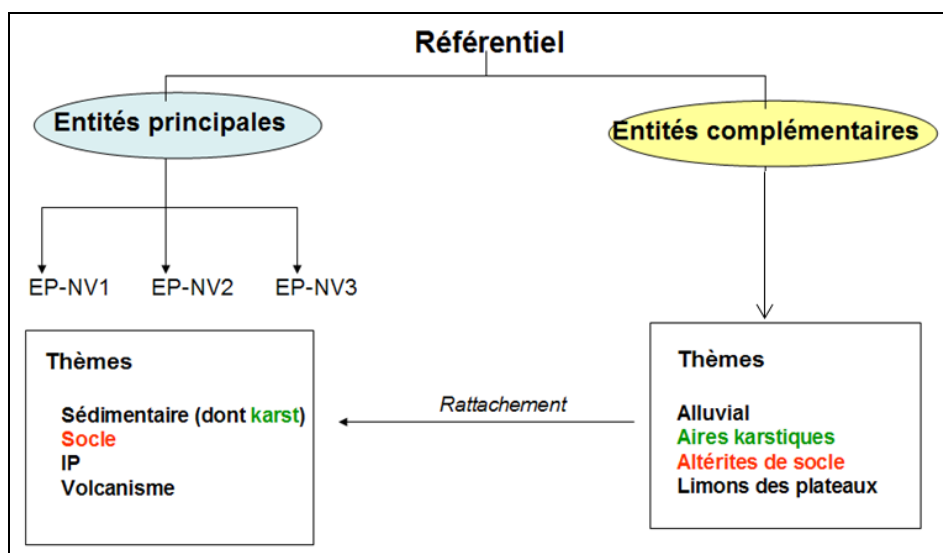 Référentiel
Entités principales
Entités complémentaires
EP-NV1 EP-NV2 EP-NV3
Thèmes
Sédimentaire (dont karst)
Socle
IP
Volcanisme
Rattachement
Thèmes
Alluvial
Aires karstiques
Altérites de socle
Limons des plateaux